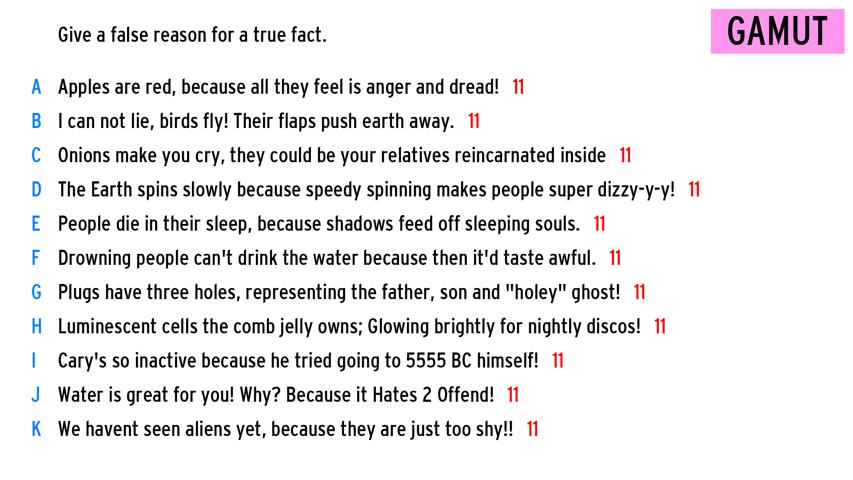 Give a false reason for a true fact.
GAMUT
A Apples are red, because all they feel is anger and dread! 11
B I can not lie, birds fly! Their flaps push earth away. 11
C Onions make you cry, they could be your relatives reincarnated inside 11
D The Earth spins slowly because speedy spinning makes people super dizzy-y-y! 11
E People die in their sleep, because shadows feed off sleeping souls. 11
F Drowning people can't drink the water because then it'd taste awful. 11
G Plugs have three holes, representing the father, son and "holey" ghost! 11
H Luminescent cells the comb jelly owns; Glowing brightly for nightly discos! 11
I Cary's so inactive because he tried going to 5555 BC himself! 11
J Water is great for you! Why? Because it Hates 2 Offend! 11
K We havent seen aliens yet, because they are just too shy!! 11